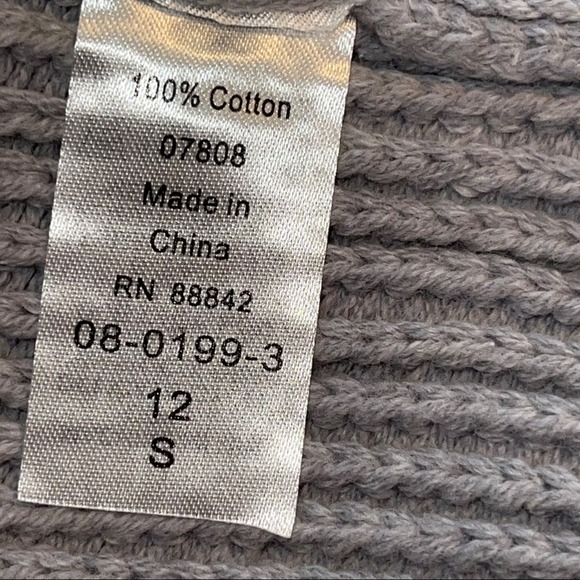 100% Cotton
07808
Made in
China
RN 88842
08-0199-3
12
S